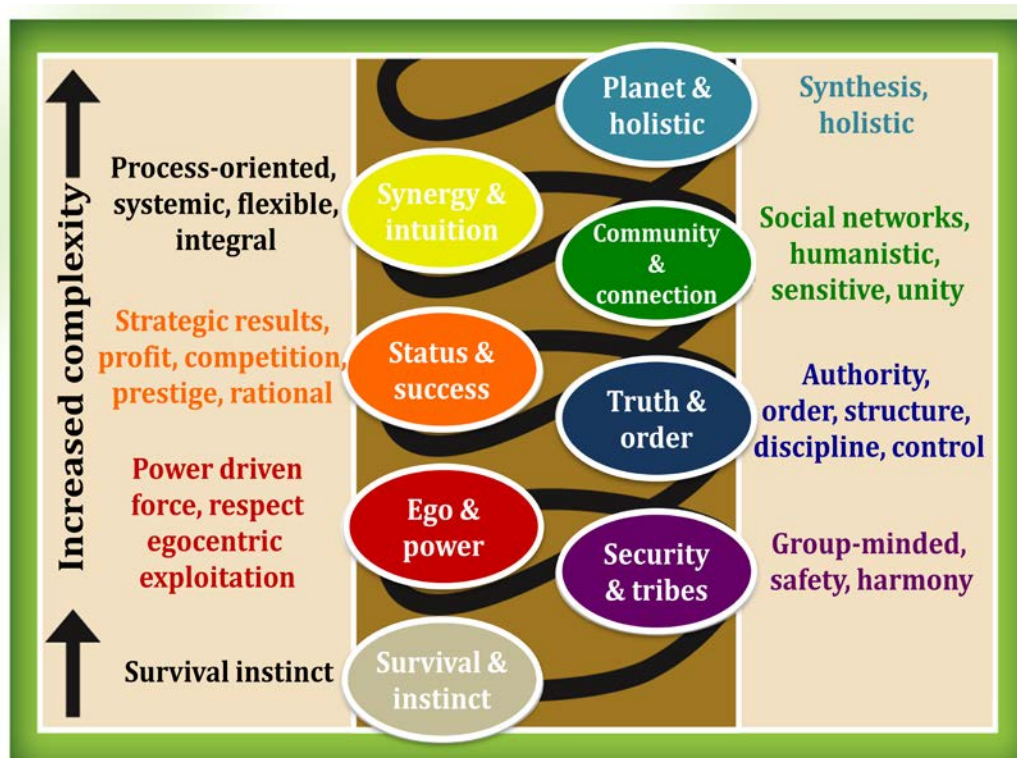 Increased complexity
Planet &
holistic
Synthesis,
holistic
Process-oriented,
systemic, flexible,
integral
Synergy &
intuition
Community
&
connection
Social networks,
humanistic,
sensitive, unity
Strategic results,
profit, competition,
prestige, rational
Status &
success
Truth &
order
Authority,
order, structure,
discipline, control
Power driven
force, respect
egocentric
exploitation
Ego &
power
Security
& tribes
Group-minded,
safety, harmony
Survival instinct
Survival &
instinct